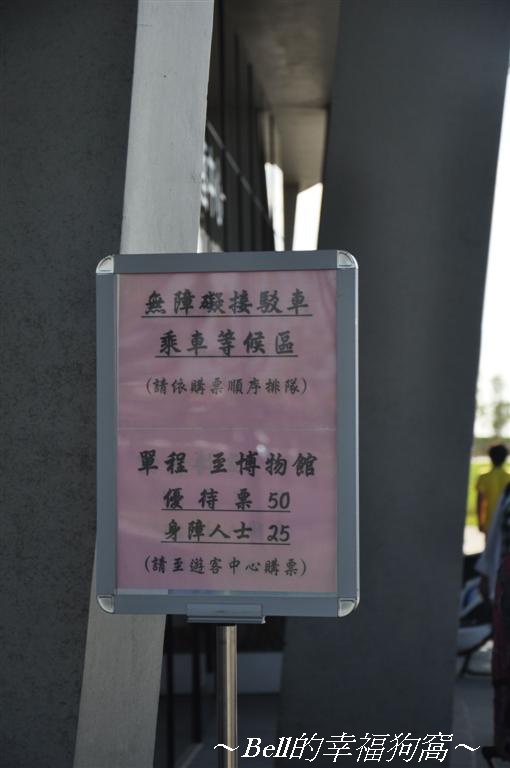 無障礙接駁車
乘車等候區
(請依購票順序排隊)
單程 至博物館
優待票 50
身障人士 25
(請至遊客中心購票)
～Bell的幸福狗窩～